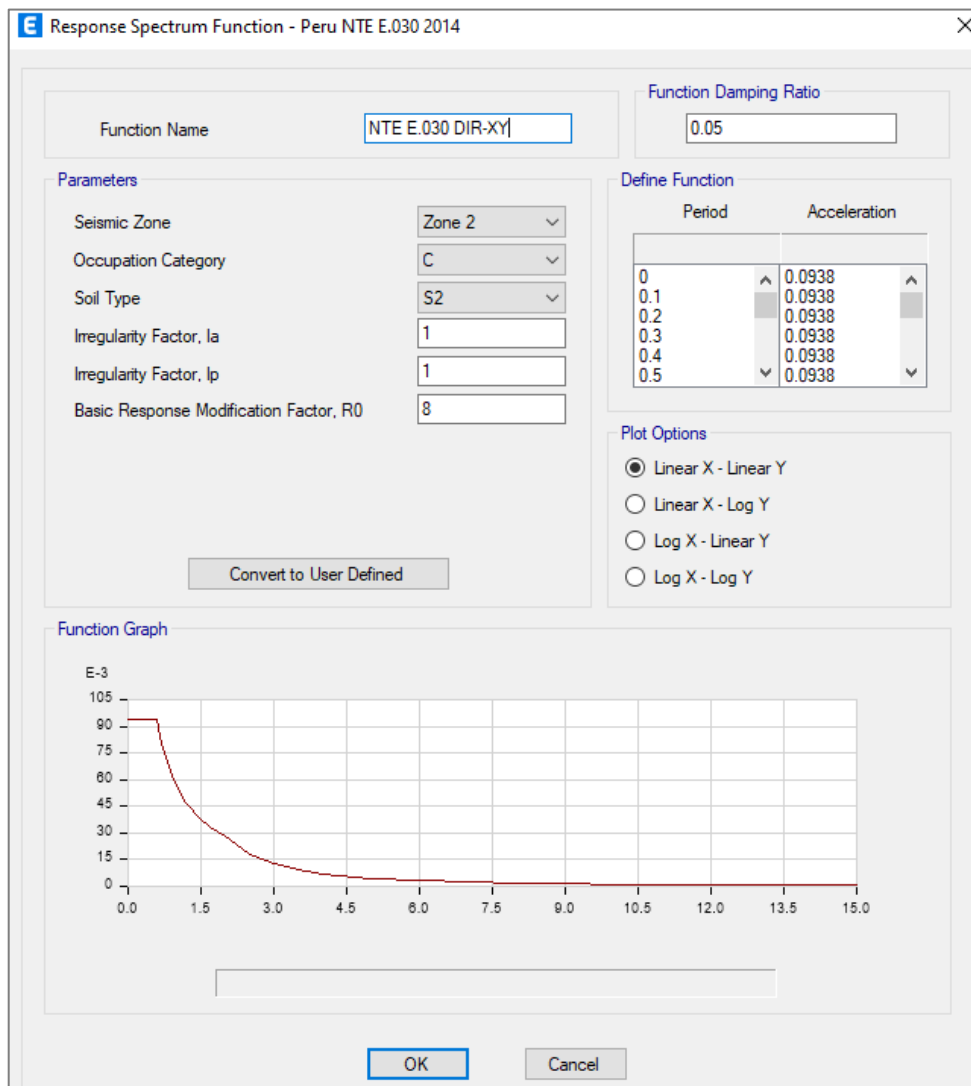 E Response Spectrum Function - Peru NTE E.030 2014
Function Name
NTE E.030 DIR-XY
Function Damping Ratio
0.05
Parameters
Seismic Zone
Zone 2
Occupation Category
C
Soil Type
S2
Irregularity Factor, Ia
1
Irregularity Factor, Ip
1
Basic Response Modification Factor, R0
8
Convert to User Defined
Define Function
Period Acceleration
0 0.0938
0.1 0.0938
0.2 0.0938
0.3 0.0938
0.4 0.0938
0.5 0.0938
Plot Options
Linear X - Linear Y
Linear X - Log Y
Log X - Linear Y
Log X - Log Y
Function Graph
E-3
105
90
75
60
45
30
15
0
0.0 1.5 3.0 4.5 6.0 7.5 9.0 10.5 12.0 13.5 15.0
OK Cancel